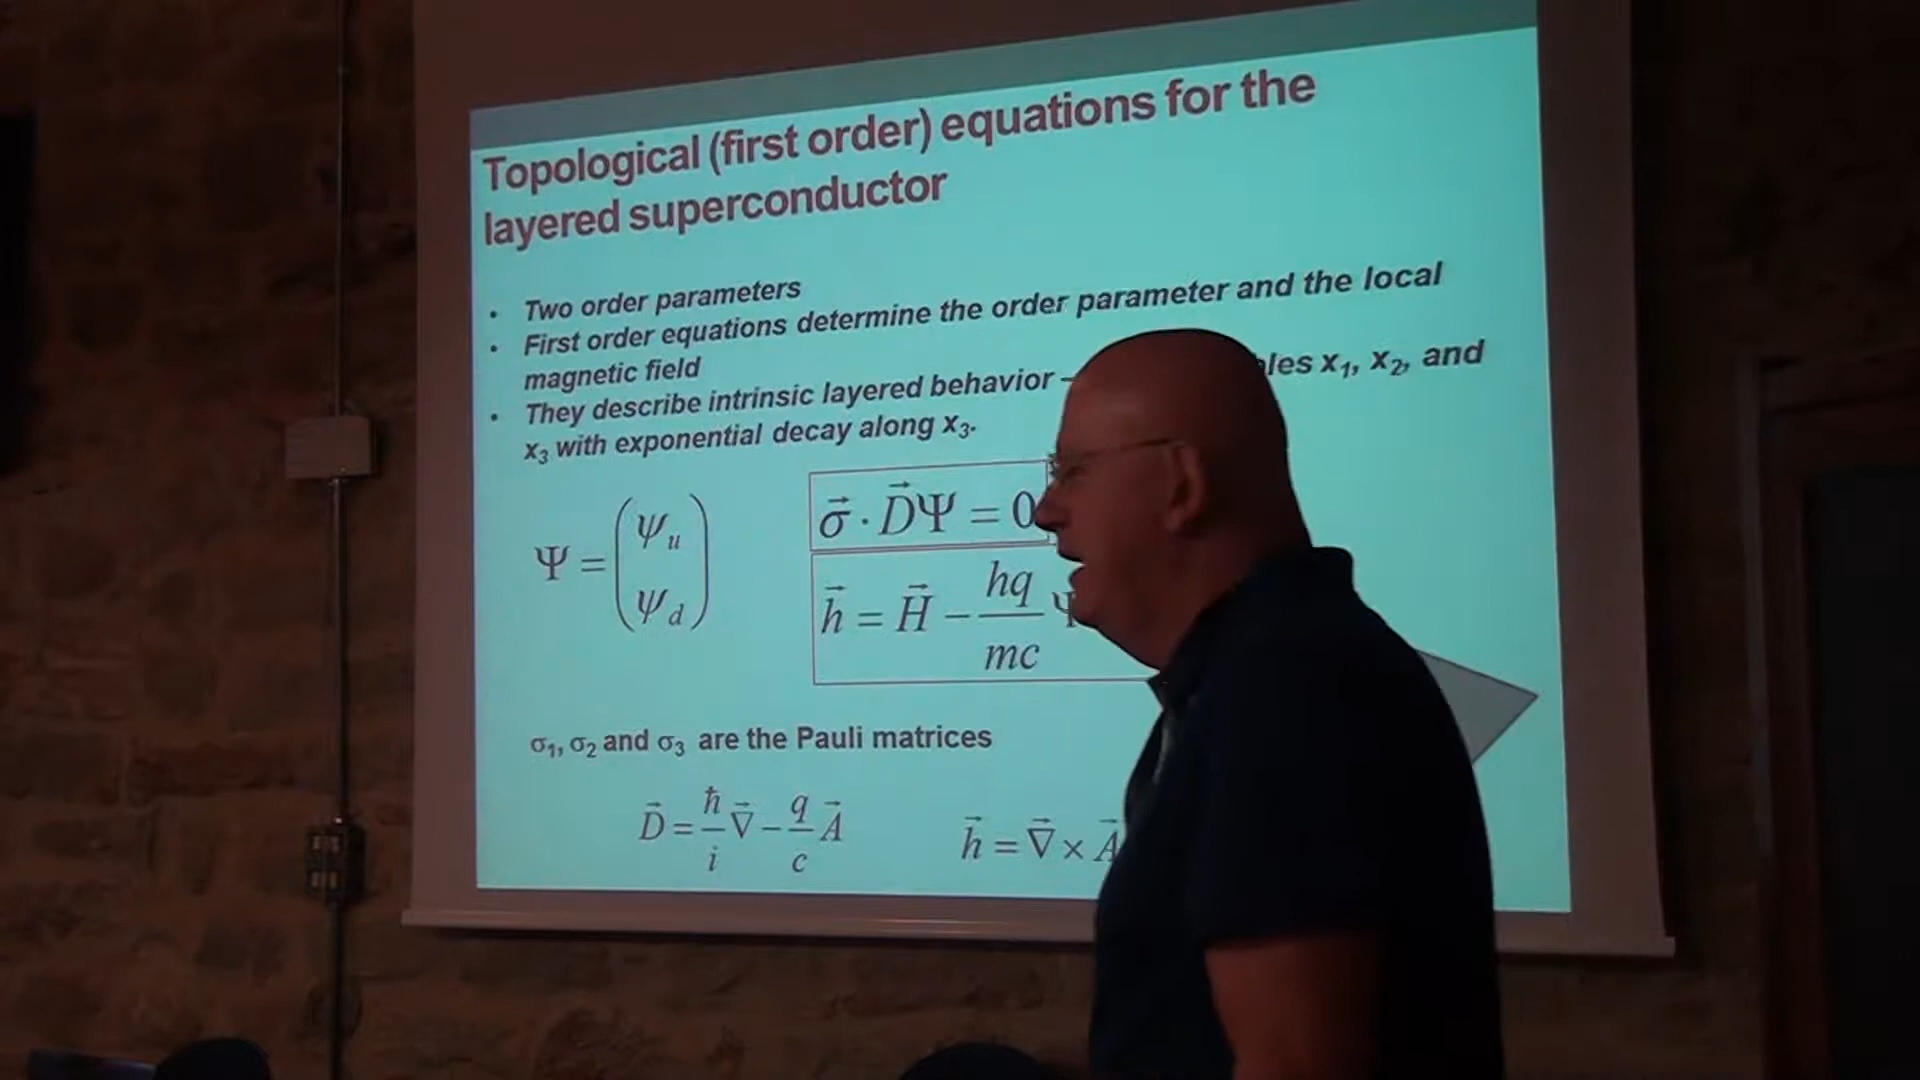 Topological (first order) equations for the
layered superconductor
• Two order parameters
• First order equations determine the order parameter and the local
magnetic field
• They describe intrinsic layered behavior – x₁, x₂, and
x₃ with exponential decay along x₃.
Ψ = (ψᵤ ψ_d)
σ⃗ · D⃗Ψ = 0
h⃗ = H⃗ − hq/mc Ψ
σ₁, σ₂ and σ₃ are the Pauli matrices
D⃗ = ħ/i ∇⃗ − q/c A⃗
h⃗ = ∇⃗ × A⃗